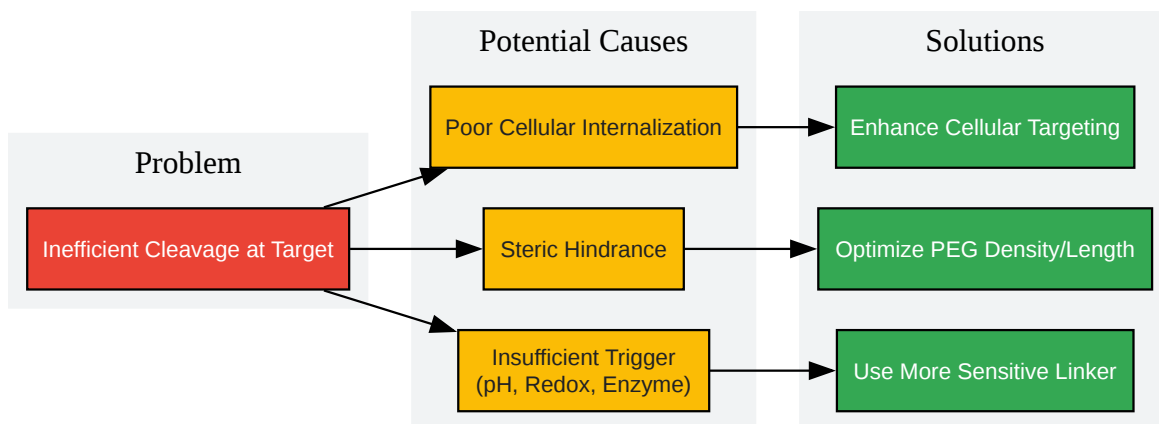 Potential Causes
Solutions
Problem
Poor Cellular Internalization
Enhance Cellular Targeting
Inefficient Cleavage at Target
Steric Hindrance
Optimize PEG Density/Length
Insufficient Trigger
(pH, Redox, Enzyme)
Use More Sensitive Linker